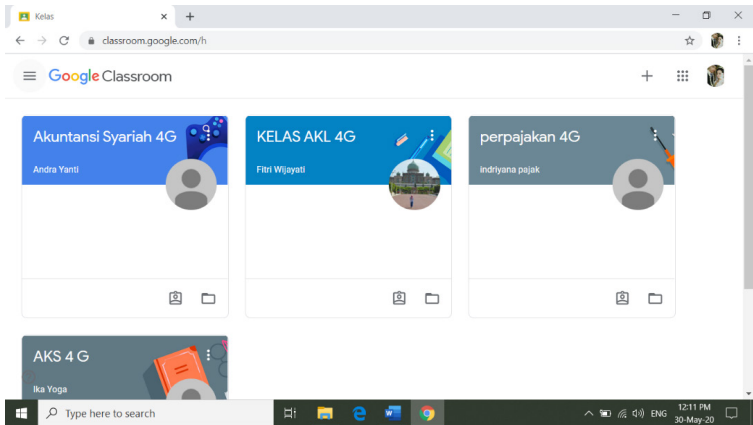 Kelas
classroom.google.com/h
Google Classroom
Akuntansi Syariah 4G
Andra Yanti
KELAS AKL 4G
Fitri Wijayati
perpajakan 4G
indriyana pajak
AKS 4 G
Ika Yoga
Type here to search
ENG
12:11 PM
30-May-20